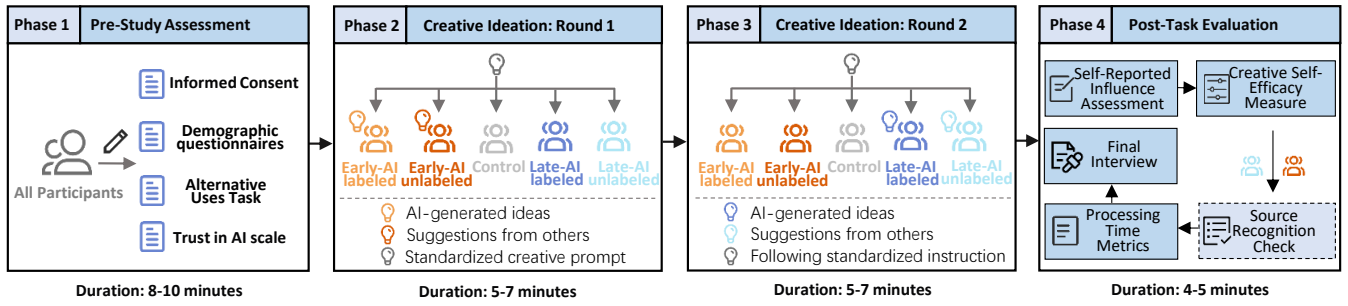 Phase 1
Pre-Study Assessment
Informed Consent
Demographic
questionnaires
All Participants
Alternative
Uses Task
Trust in AI scale
Duration: 8-10 minutes
Phase 2
Creative Ideation: Round 1
Early-AI
labeled
Early-AI
unlabeled
Control
Late-AI
labeled
Late-AI
unlabeled
AI-generated ideas
Suggestions from others
Standardized creative prompt
Duration: 5-7 minutes
Phase 3
Creative Ideation: Round 2
Early-AI
labeled
Early-AI
unlabeled
Control
Late-AI
labeled
Late-AI
unlabeled
AI-generated ideas
Suggestions from others
Following standardized instruction
Duration: 5-7 minutes
Phase 4
Post-Task Evaluation
Self-Reported
Influence
Assessment
Creative Self-
Efficacy
Measure
Final
Interview
Processing
Time
Metrics
Source
Recognition
Check
Duration: 4-5 minutes